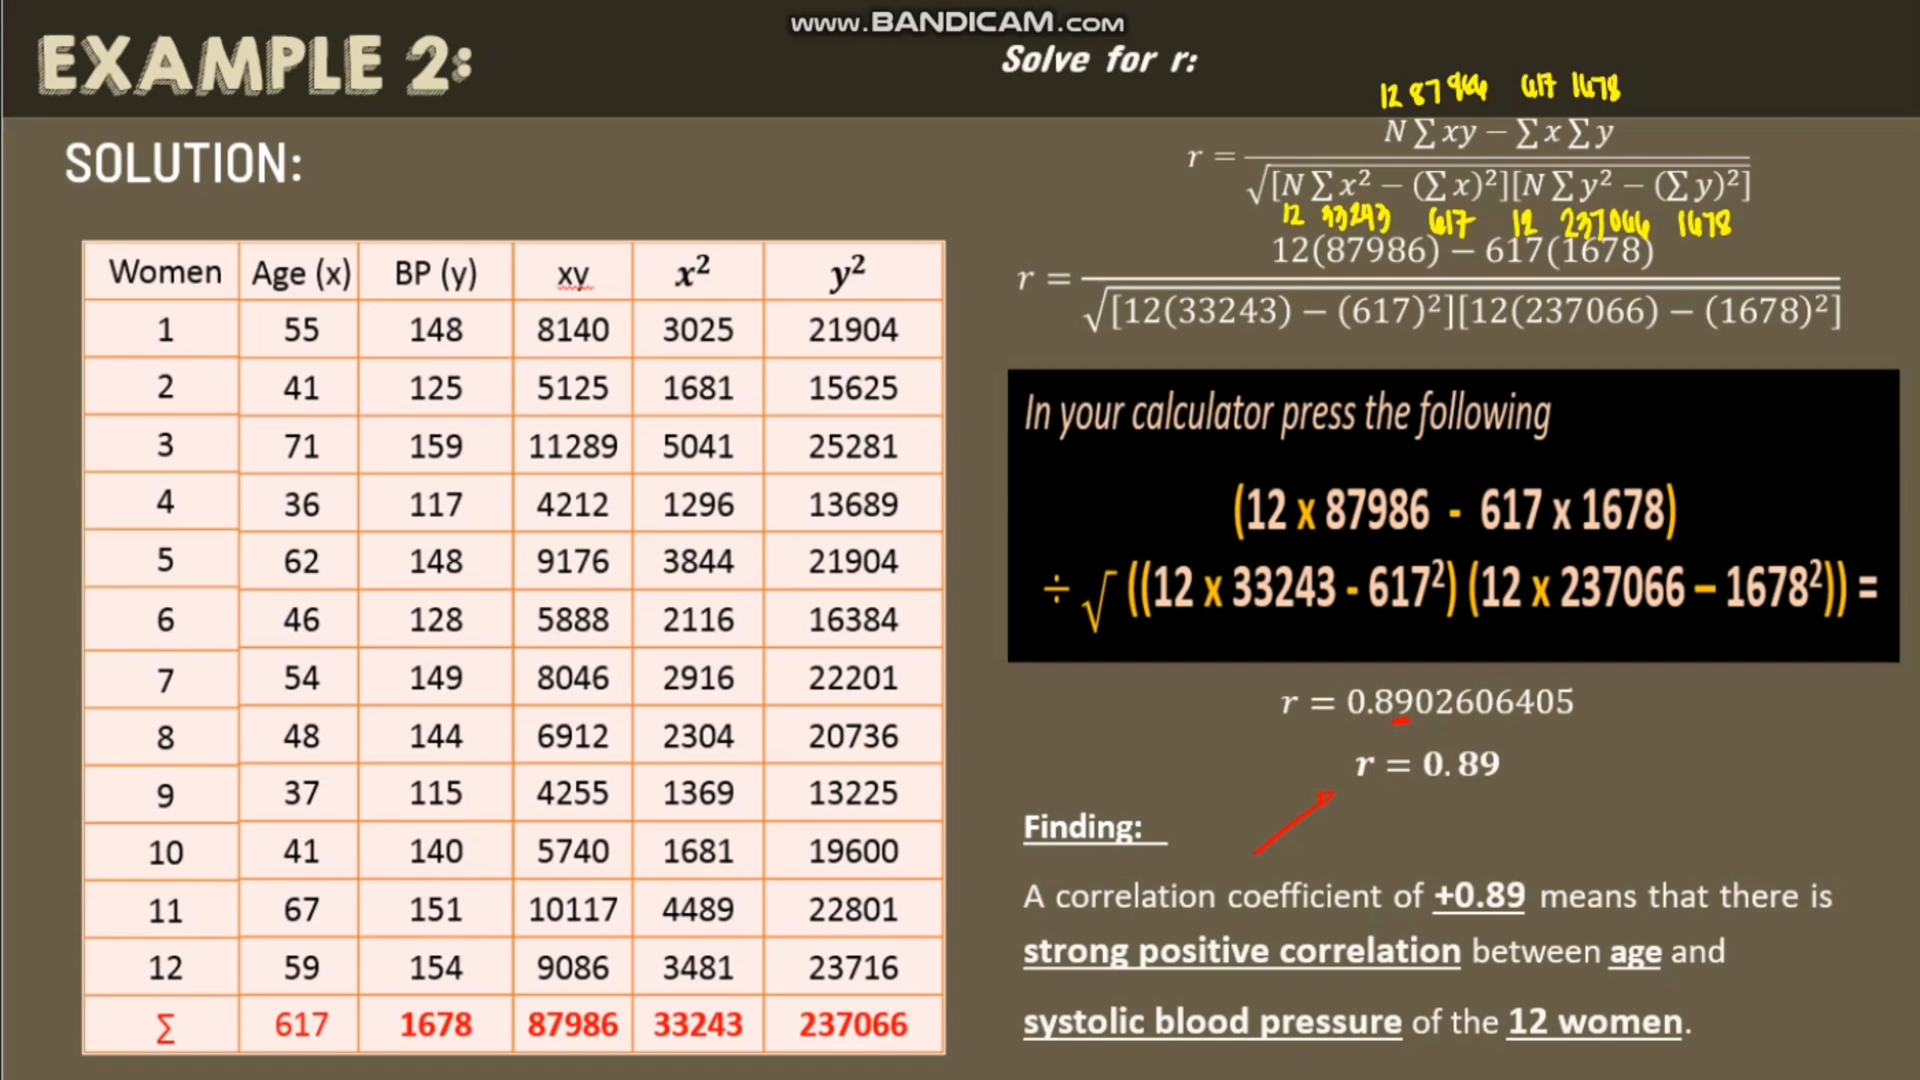 www.BANDICAM.com
EXAMPLE 2:
Solve for r:
SOLUTION:
12 87986 617 1678
r = N ∑ xy − ∑ x ∑ y / √[N ∑ x² − (∑ x)²][N ∑ y² − (∑ y)²]
12 33243 617 12 237066 1678
r = 12(87986) − 617(1678) / √[12(33243) − (617)²][12(237066) − (1678)²]
Women Age (x) BP (y) xy x² y²
1 55 148 8140 3025 21904
2 41 125 5125 1681 15625
3 71 159 11289 5041 25281
4 36 117 4212 1296 13689
5 62 148 9176 3844 21904
6 46 128 5888 2116 16384
7 54 149 8046 2916 22201
8 48 144 6912 2304 20736
9 37 115 4255 1369 13225
10 41 140 5740 1681 19600
11 67 151 10117 4489 22801
12 59 154 9086 3481 23716
∑ 617 1678 87986 33243 237066
In your calculator press the following
(12 x 87986 - 617 x 1678)
÷ √ ((12 x 33243 - 617²) (12 x 237066 – 1678²)) =
r = 0.8902606405
r = 0.89
Finding:
A correlation coefficient of +0.89 means that there is
strong positive correlation between age and
systolic blood pressure of the 12 women.